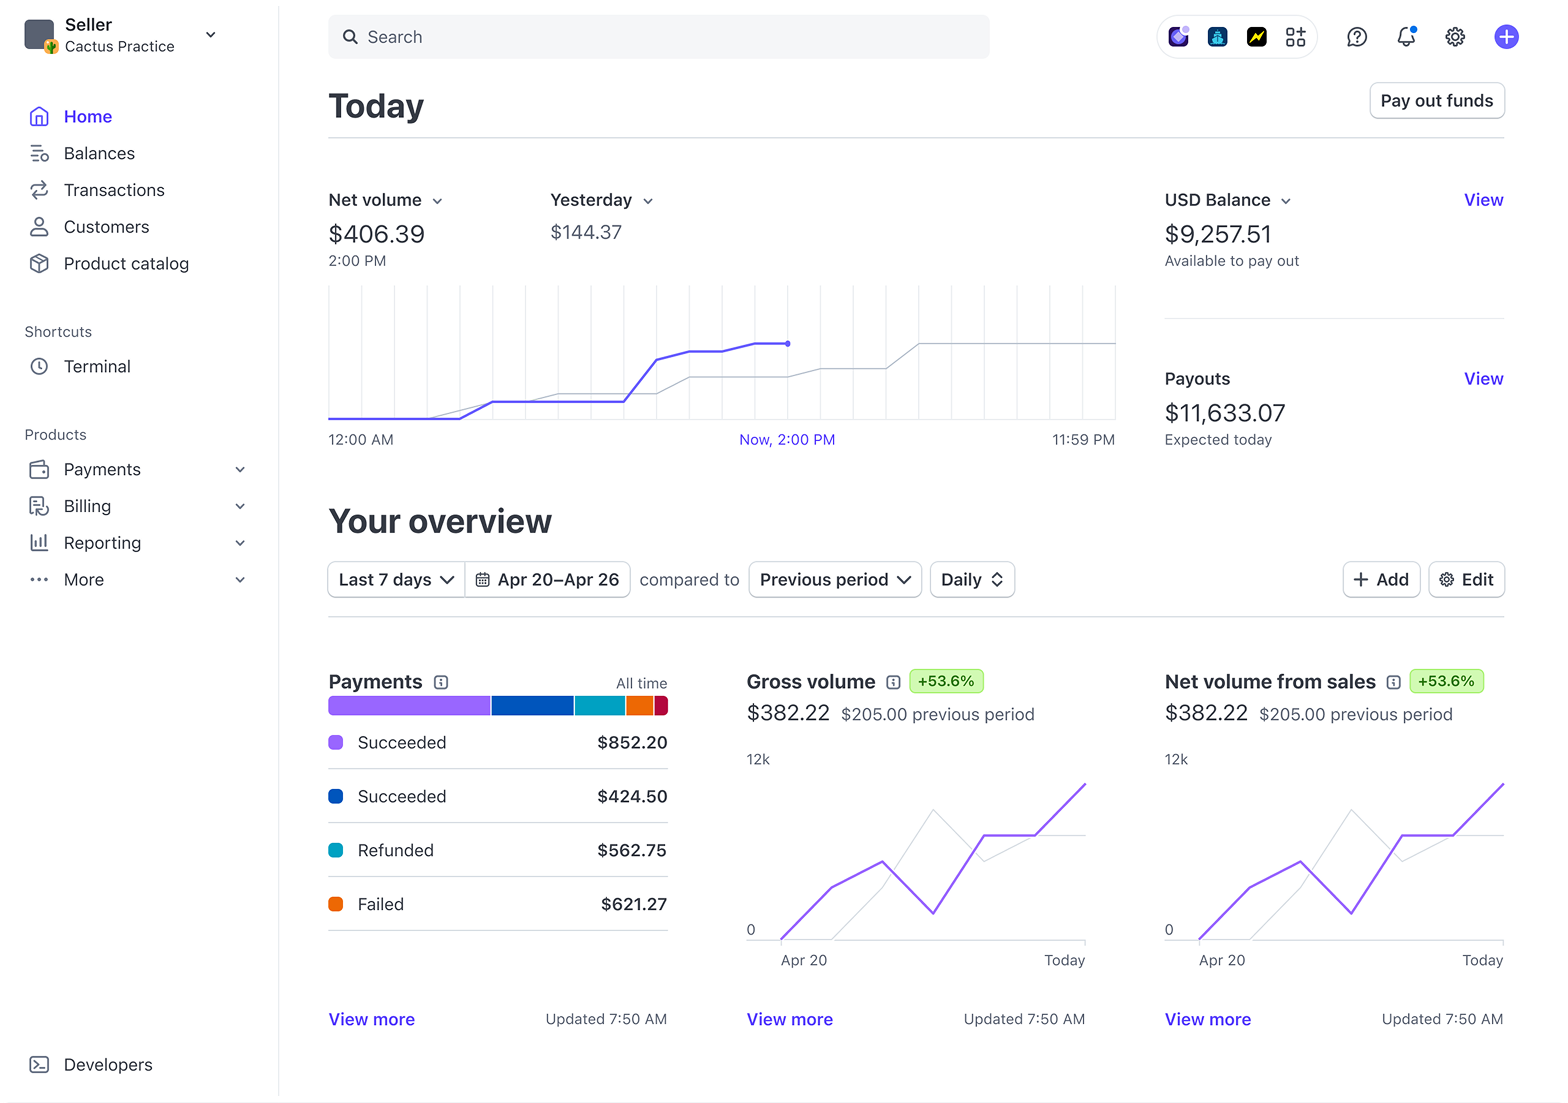 Seller
Cactus Practice
Search
Home
Balances
Transactions
Customers
Product catalog
Shortcuts
Terminal
Products
Payments
Billing
Reporting
More
Developers
Today
Pay out funds
Net volume
$406.39
2:00 PM
Yesterday
$144.37
12:00 AM
Now, 2:00 PM
11:59 PM
USD Balance
View
$9,257.51
Available to pay out
Payouts
View
$11,633.07
Expected today
Your overview
Last 7 days
Apr 20–Apr 26
compared to
Previous period
Daily
Add
Edit
Payments
All time
Succeeded $852.20
Succeeded $424.50
Refunded $562.75
Failed $621.27
View more
Updated 7:50 AM
Gross volume
+53.6%
$382.22 $205.00 previous period
12k
0
Apr 20
Today
View more
Updated 7:50 AM
Net volume from sales
+53.6%
$382.22 $205.00 previous period
12k
0
Apr 20
Today
View more
Updated 7:50 AM